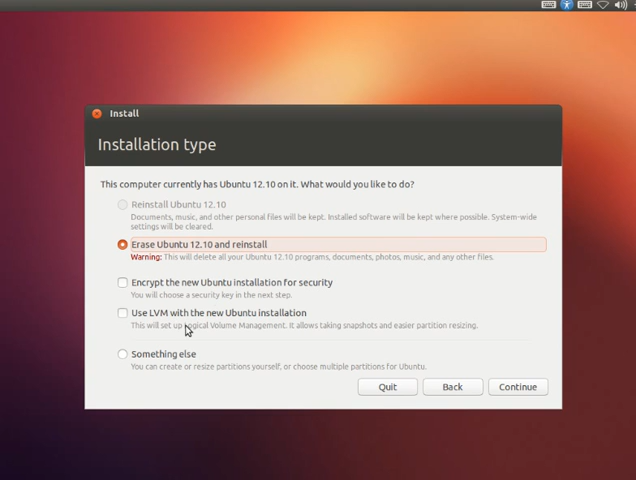 Install
Installation type
This computer currently has Ubuntu 12.10 on it. What would you like to do?
Reinstall Ubuntu 12.10
Documents, music, and other personal files will be kept. Installed software will be kept where possible. System-wide
settings will be cleared.
Erase Ubuntu 12.10 and reinstall
Warning: This will delete all your Ubuntu 12.10 programs, documents, photos, music, and any other files.
Encrypt the new Ubuntu installation for security
You will choose a security key in the next step.
Use LVM with the new Ubuntu installation
This will set up Logical Volume Management. It allows taking snapshots and easier partition resizing.
Something else
You can create or resize partitions yourself, or choose multiple partitions for Ubuntu.
Quit Back Continue